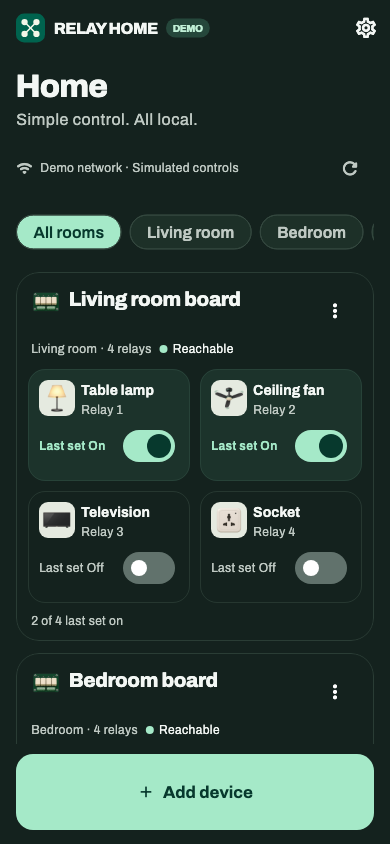 RELAYHOME DEMO
Home
Simple control. All local.
Demo network · Simulated controls
All rooms Living room Bedroom
Living room board
Living room · 4 relays Reachable
Table lamp
Relay 1
Last set On
Ceiling fan
Relay 2
Last set On
Television
Relay 3
Last set Off
Socket
Relay 4
Last set Off
2 of 4 last set on
Bedroom board
Bedroom · 4 relays Reachable
+ Add device